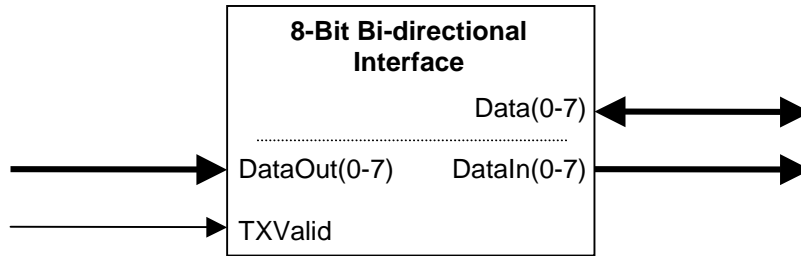 8-Bit Bi-directional
Interface
Data(0-7)
DataOut(0-7) DataIn(0-7)
TXValid